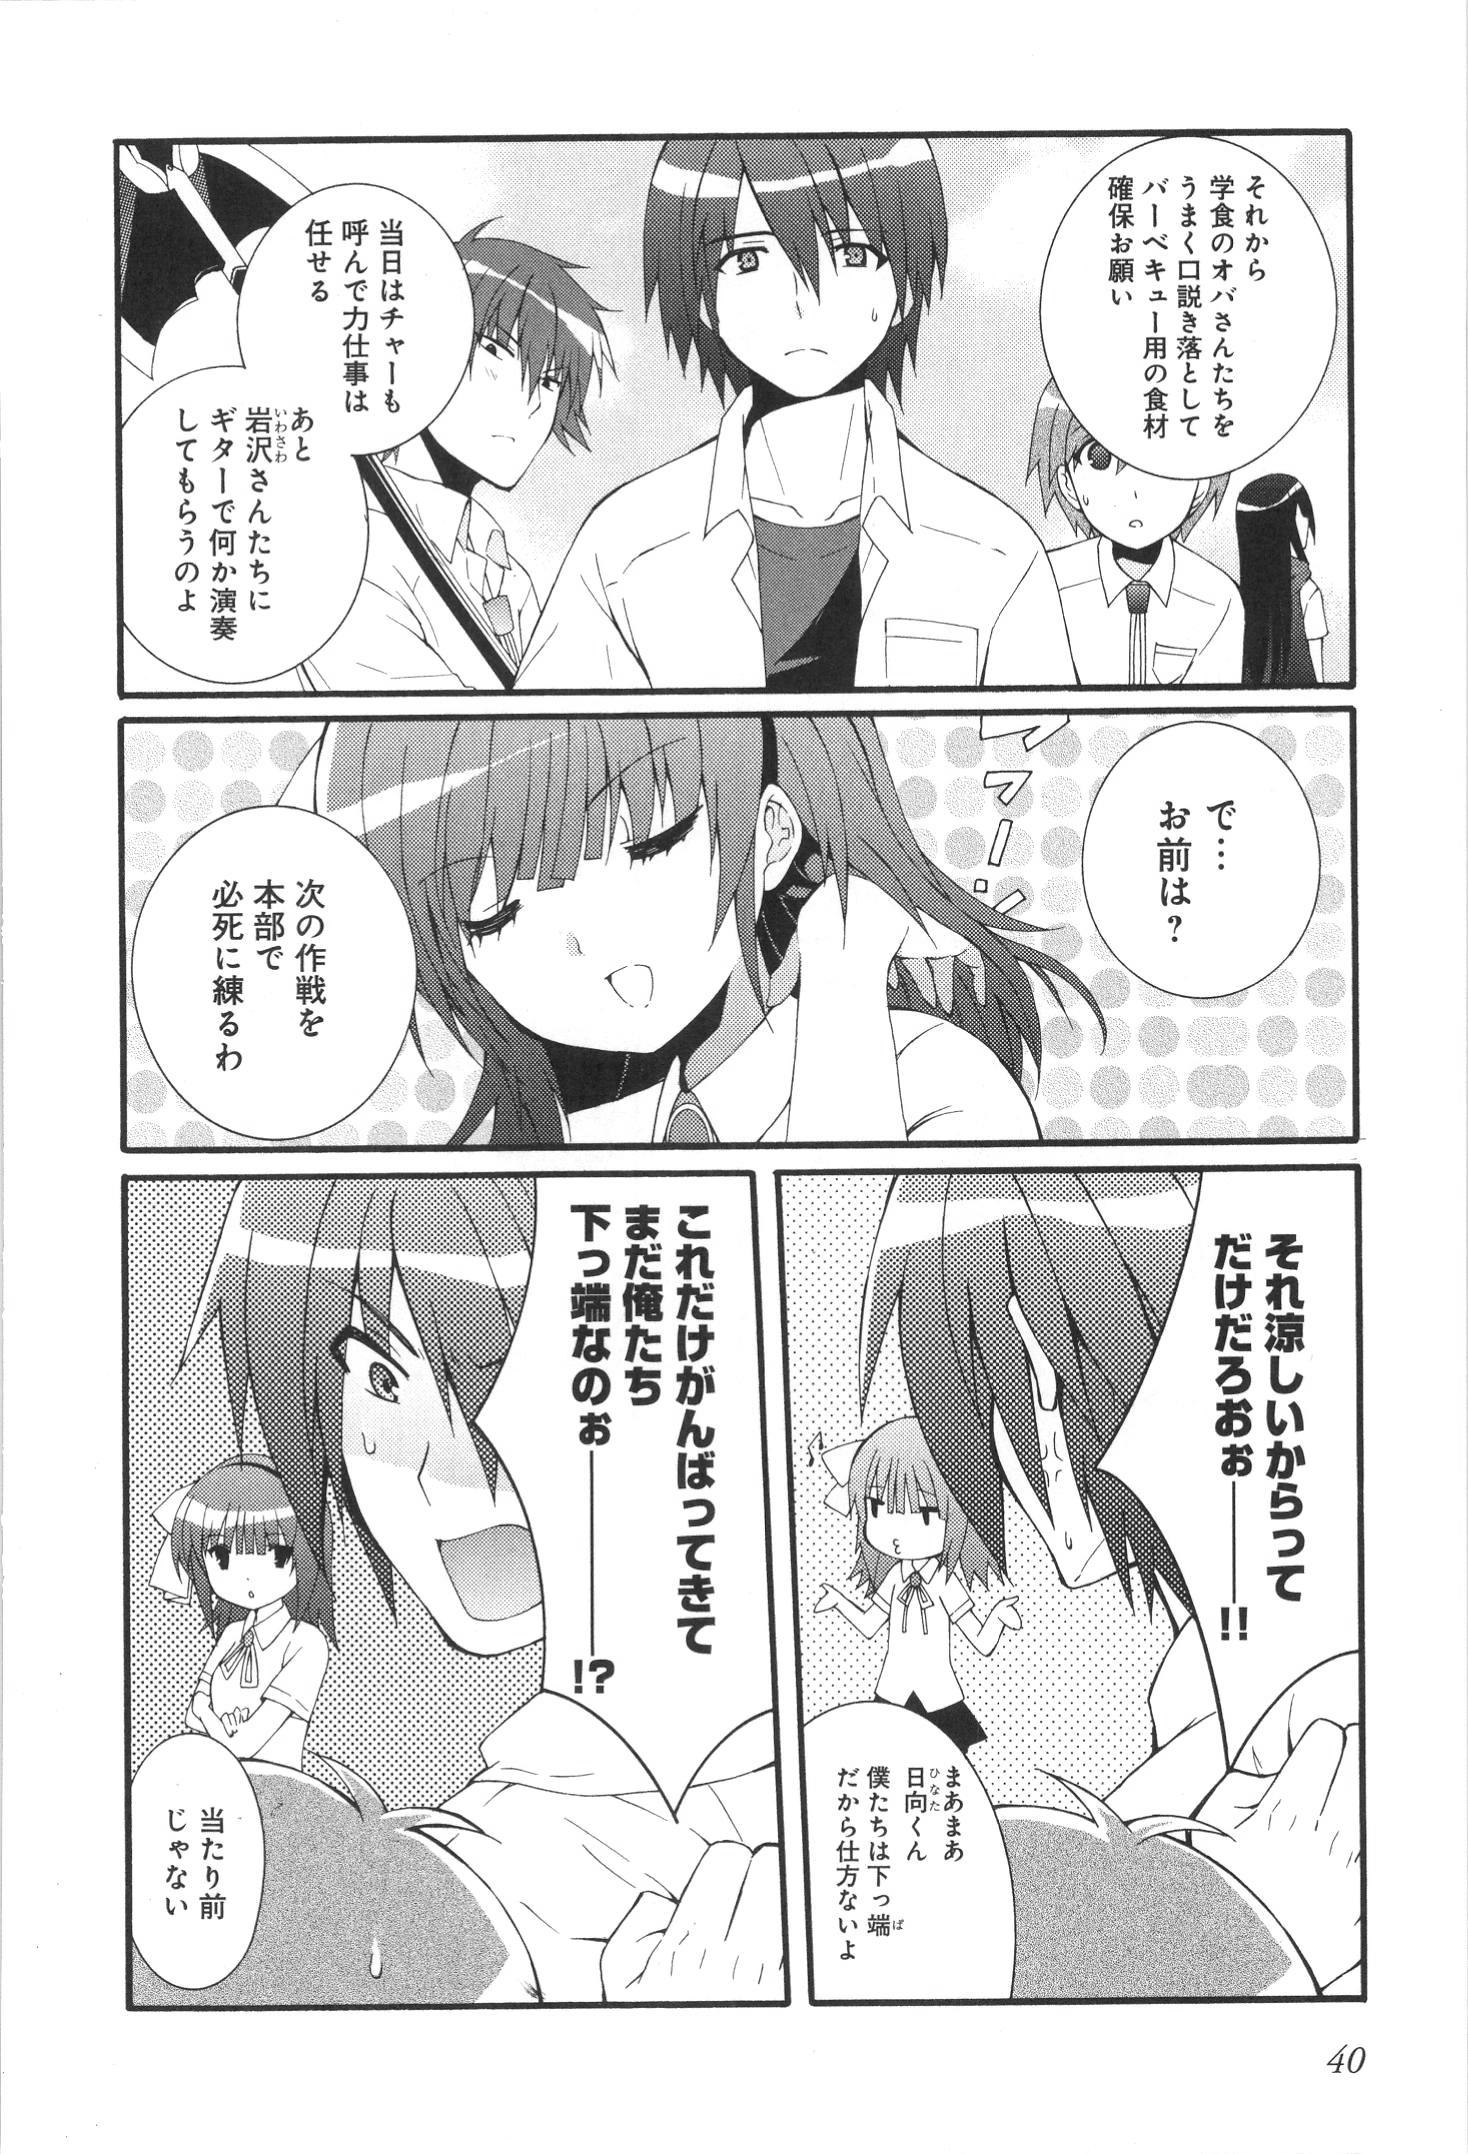 それから
学食のオバさんたちを
うまく口説き落として
バーベキュー用の食材
確保お願い
当日はチャーも
呼んで力仕事は
任せる
あと
岩沢さんたちに
いわさわ
ギターで何か演奏
してもらうのよ
で…
お前は?
次の作戦を
本部で
必死に練るわ
それ涼しいからって
だけだろおぉ――!!
まあまあ
日向くん
ひなた
僕たちは下っ端
ぱ
だから仕方ないよ
これだけがんばってきて
まだ俺たち
下っ端なのぉ――!?
当たり前
じゃない
40